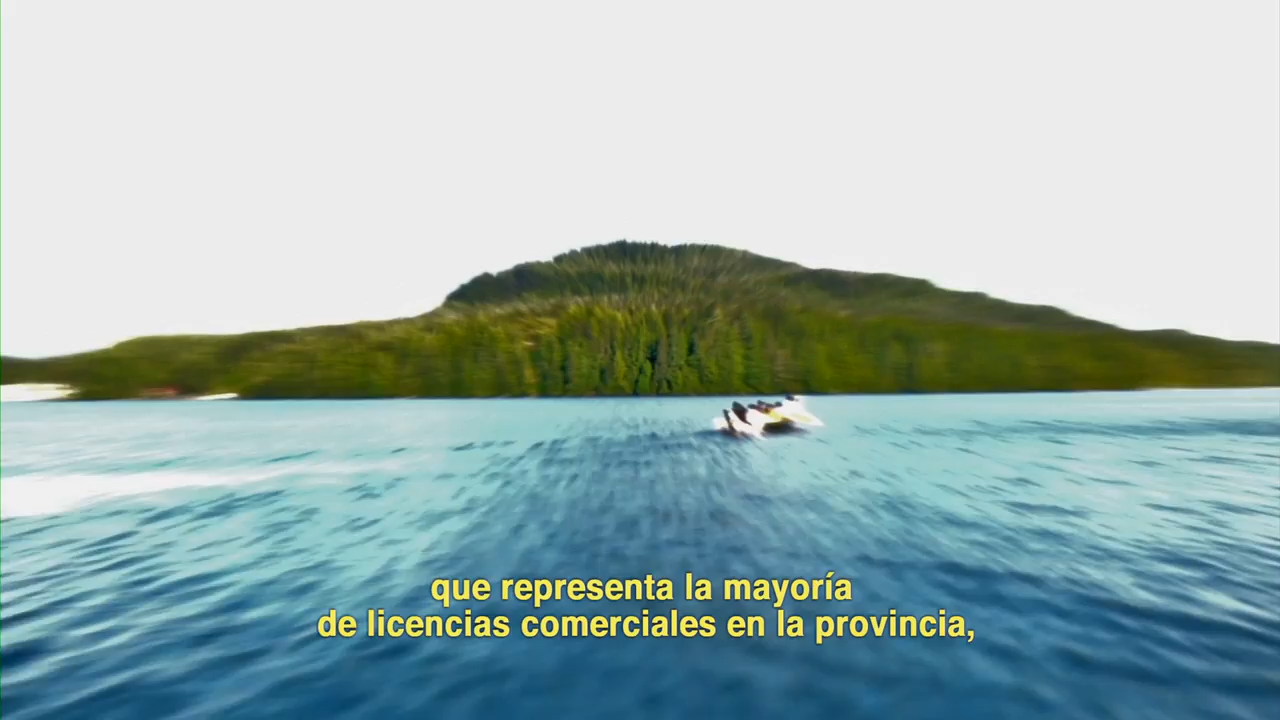 que representa la mayoría
de licencias comerciales en la provincia,